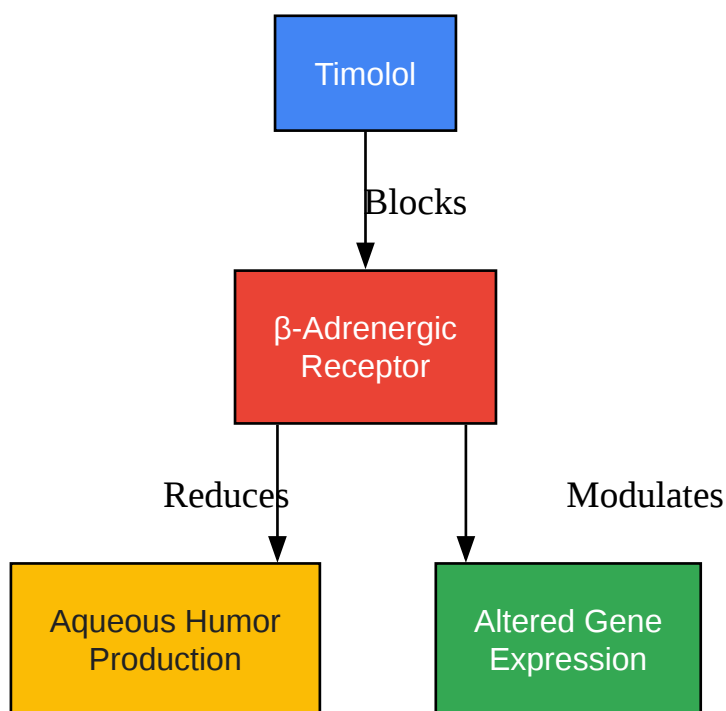 Timolol
Blocks
β-Adrenergic
Receptor
Reduces
Modulates
Aqueous Humor
Production
Altered Gene
Expression